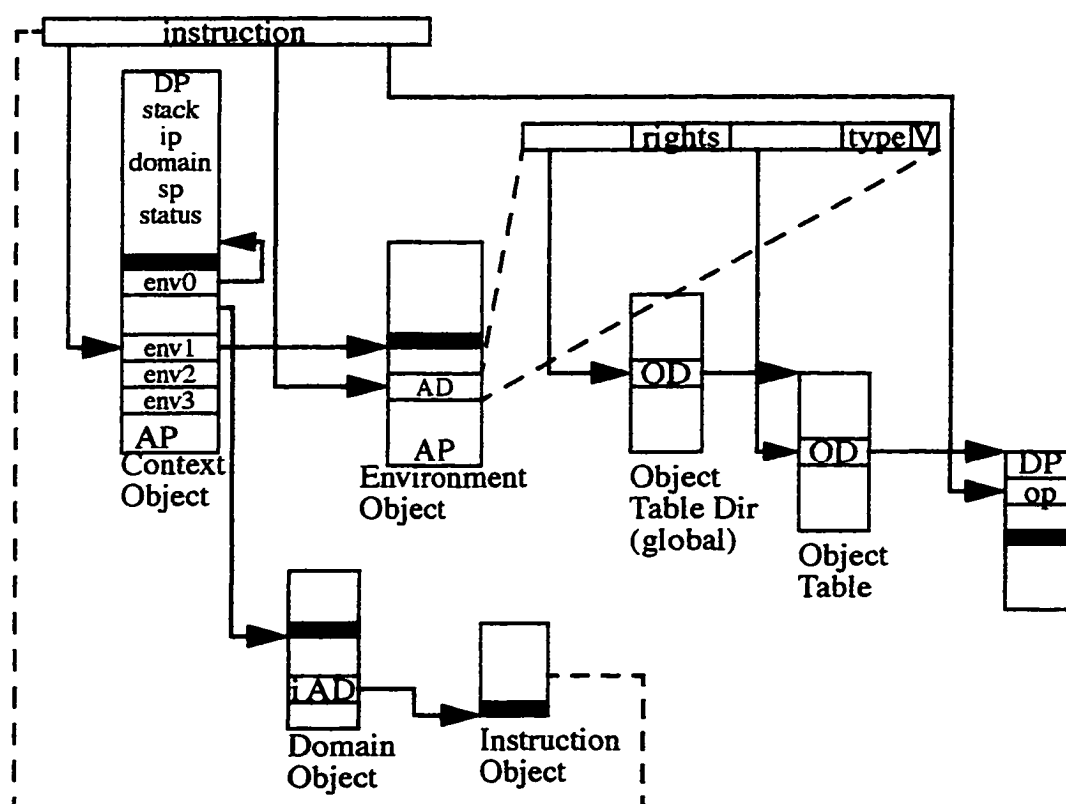 instruction
DP
stack
ip
domain
sp
status
env0
env1
env2
env3
AP
Context
Object
rights
type V
AD
AP
Environment
Object
OD
Object
Table Dir
(global)
OD
Object
Table
DP
op
iAD
Domain
Object
Instruction
Object